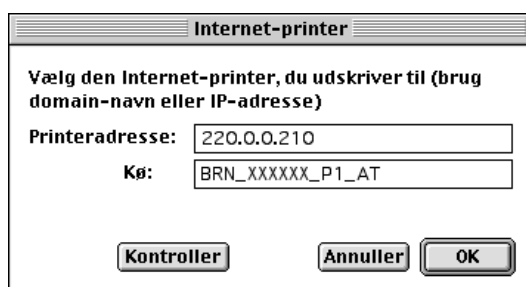 Internet-printer
Vælg den Internet-printer, du udskriver til (brug
domain-navn eller IP-adresse)
Printeradresse: 220.0.0.210
Kø: BRN_XXXXXX_P1_AT
Kontroller Annuller OK